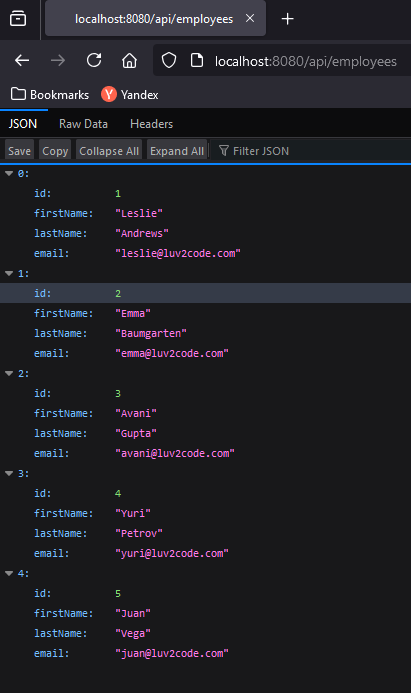 localhost:8080/api/employees
localhost:8080/api/employees
Bookmarks Yandex
JSON Raw Data Headers
Save Copy Collapse All Expand All Filter JSON
0:
id: 1
firstName: "Leslie"
lastName: "Andrews"
email: "leslie@luv2code.com"
1:
id: 2
firstName: "Emma"
lastName: "Baumgarten"
email: "emma@luv2code.com"
2:
id: 3
firstName: "Avani"
lastName: "Gupta"
email: "avani@luv2code.com"
3:
id: 4
firstName: "Yuri"
lastName: "Petrov"
email: "yuri@luv2code.com"
4:
id: 5
firstName: "Juan"
lastName: "Vega"
email: "juan@luv2code.com"